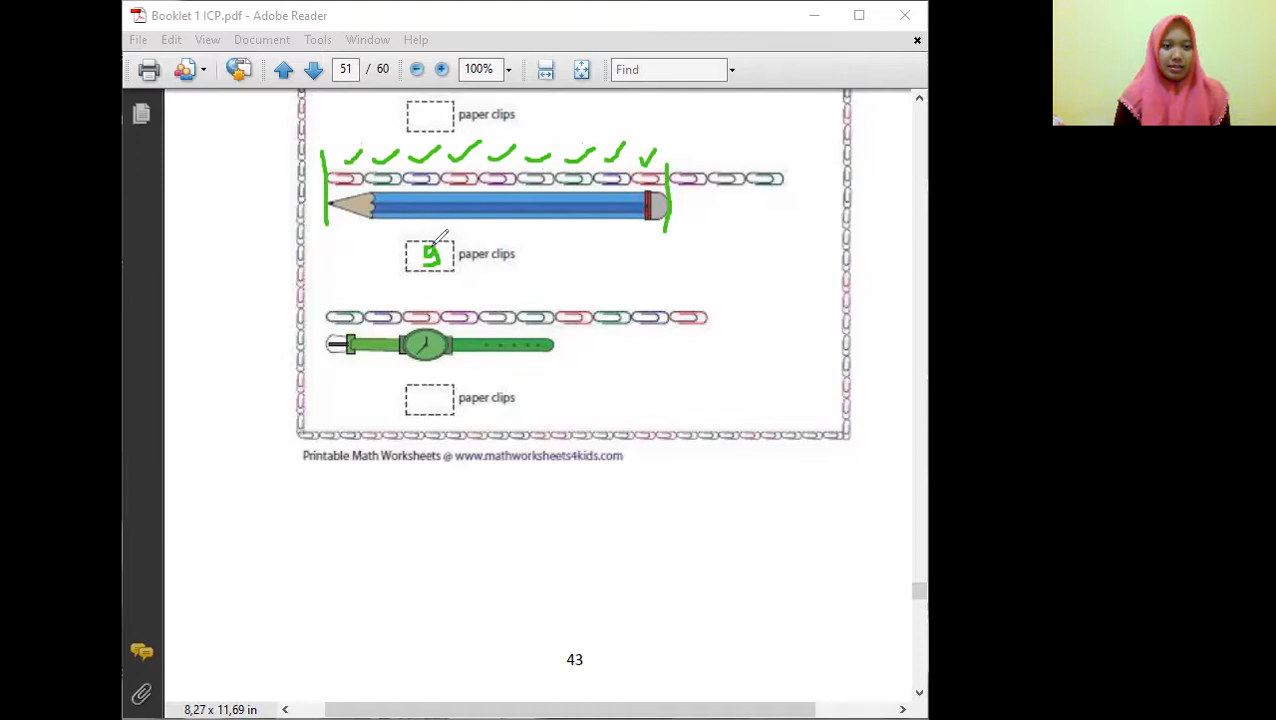 Booklet 1 ICP.pdf - Adobe Reader
File Edit View Document Tools Window Help
51 / 60 100% Find
paper clips
9 paper clips
paper clips
Printable Math Worksheets @ www.mathworksheets4kids.com
43
8,27 x 11,69 in